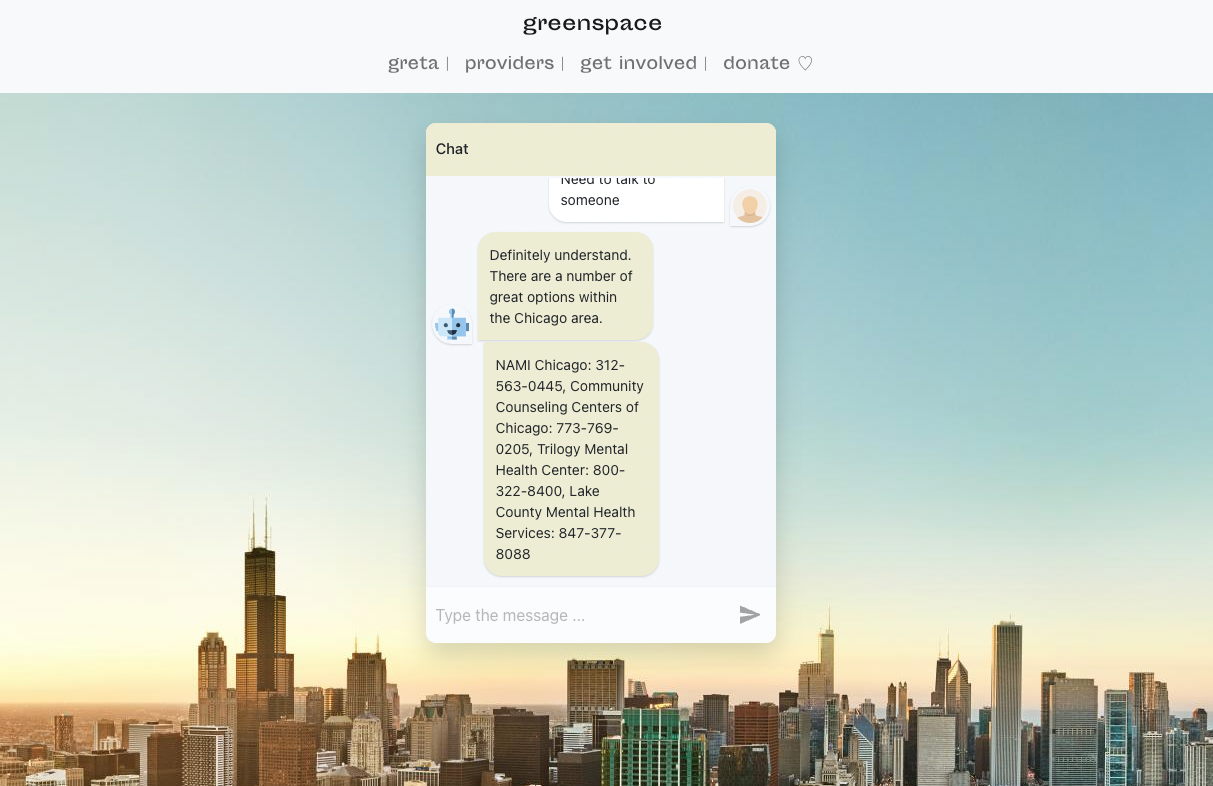 greenspace
greta | providers | get involved | donate ♡
Chat
Need to talk to
someone
Definitely understand.
There are a number of
great options within
the Chicago area.
NAMI Chicago: 312-
563-0445, Community
Counseling Centers of
Chicago: 773-769-
0205, Trilogy Mental
Health Center: 800-
322-8400, Lake
County Mental Health
Services: 847-377-
8088
Type the message ...